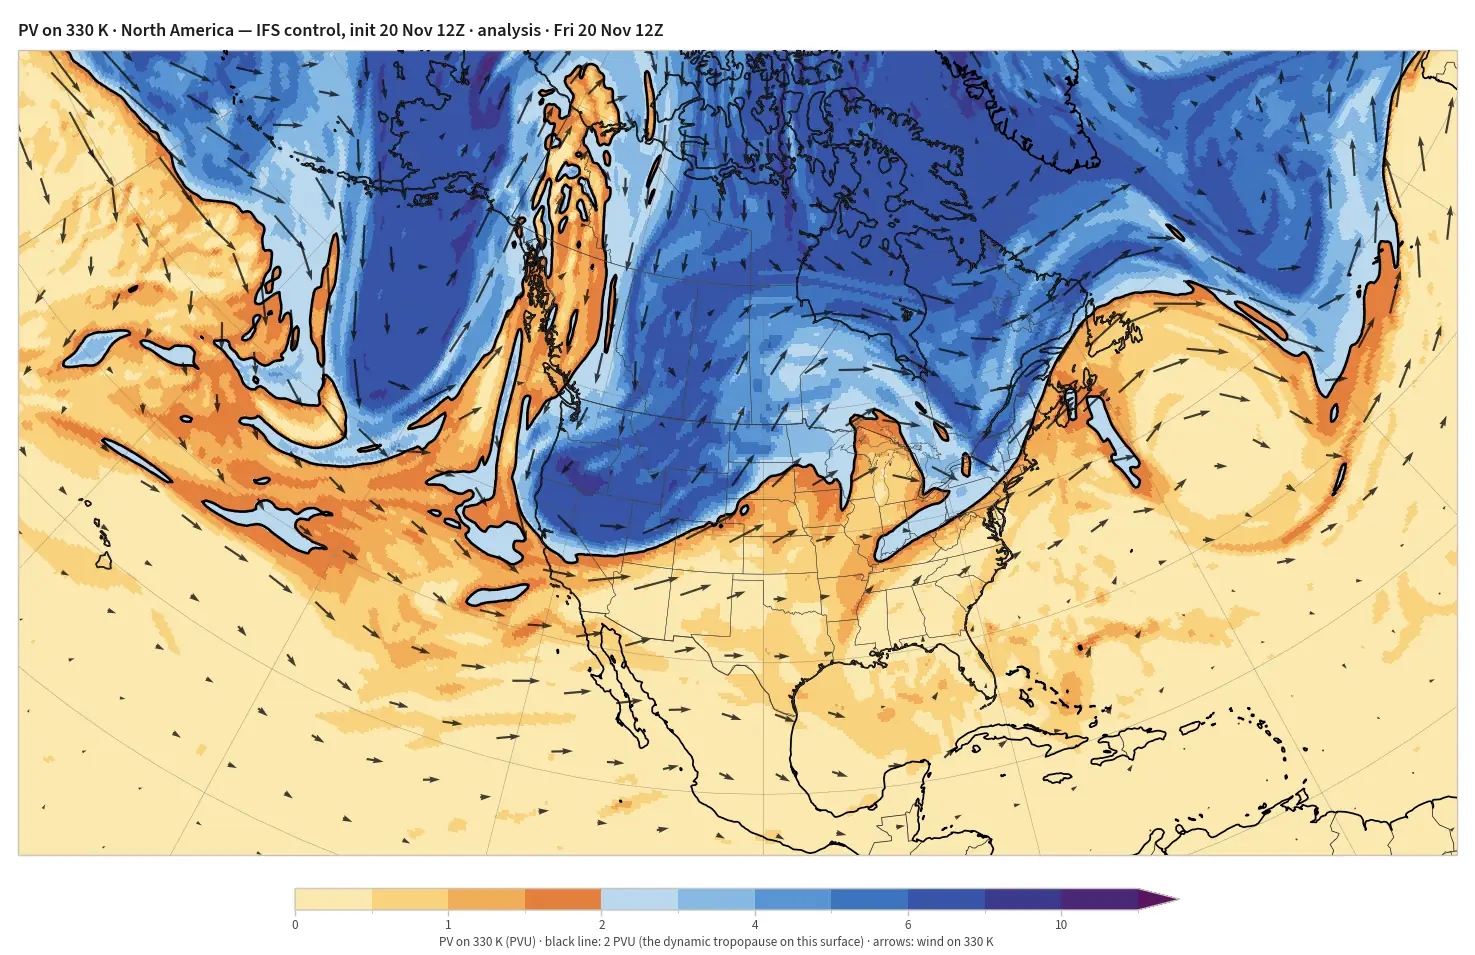 PV on 330 K · North America — IFS control, init 20 Nov 12Z · analysis · Fri 20 Nov 12Z
0 1 2 4 6 10
PV on 330 K (PVU) · black line: 2 PVU (the dynamic tropopause on this surface) · arrows: wind on 330 K